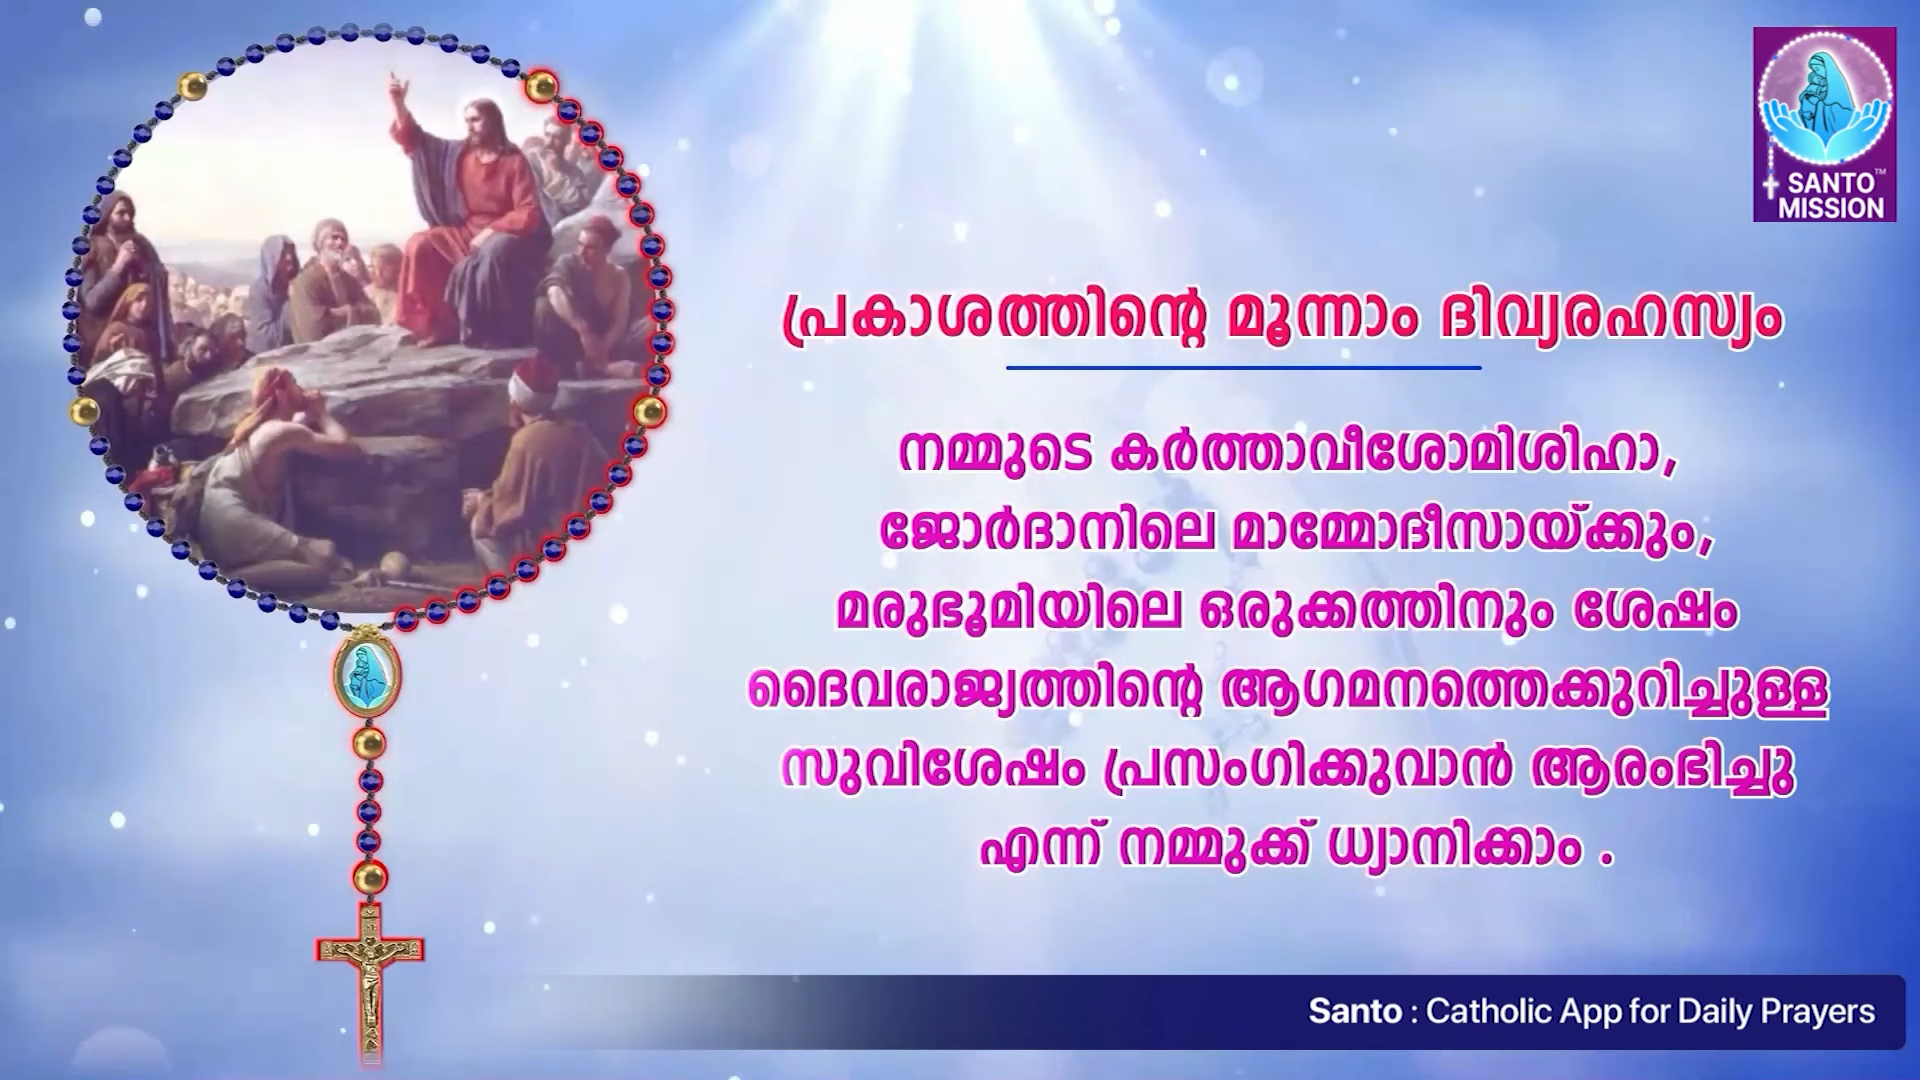 SANTO™
MISSION
പ്രകാശത്തിന്റെ മൂന്നാം ദിവ്യരഹസ്യം
നമ്മുടെ കർത്താവീശോമിശിഹാ,
ജോർദാനിലെ മാമ്മോദീസായ്ക്കും,
മരുഭൂമിയിലെ ഒരുക്കത്തിനും ശേഷം
ദൈവരാജ്യത്തിന്റെ ആഗമനത്തെക്കുറിച്ചുള്ള
സുവിശേഷം പ്രസംഗിക്കുവാൻ ആരംഭിച്ചു
എന്ന് നമ്മുക്ക് ധ്യാനിക്കാം .
Santo : Catholic App for Daily Prayers